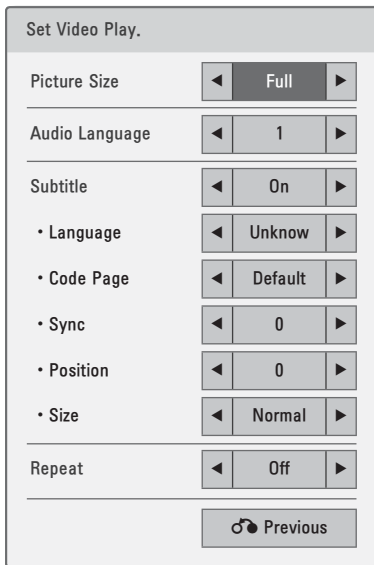 Set Video Play.
Picture Size ◀ Full ▶
Audio Language ◀ 1 ▶
Subtitle ◀ On ▶
• Language ◀ Unknow ▶
• Code Page ◀ Default ▶
• Sync ◀ 0 ▶
• Position ◀ 0 ▶
• Size ◀ Normal ▶
Repeat ◀ Off ▶
Previous